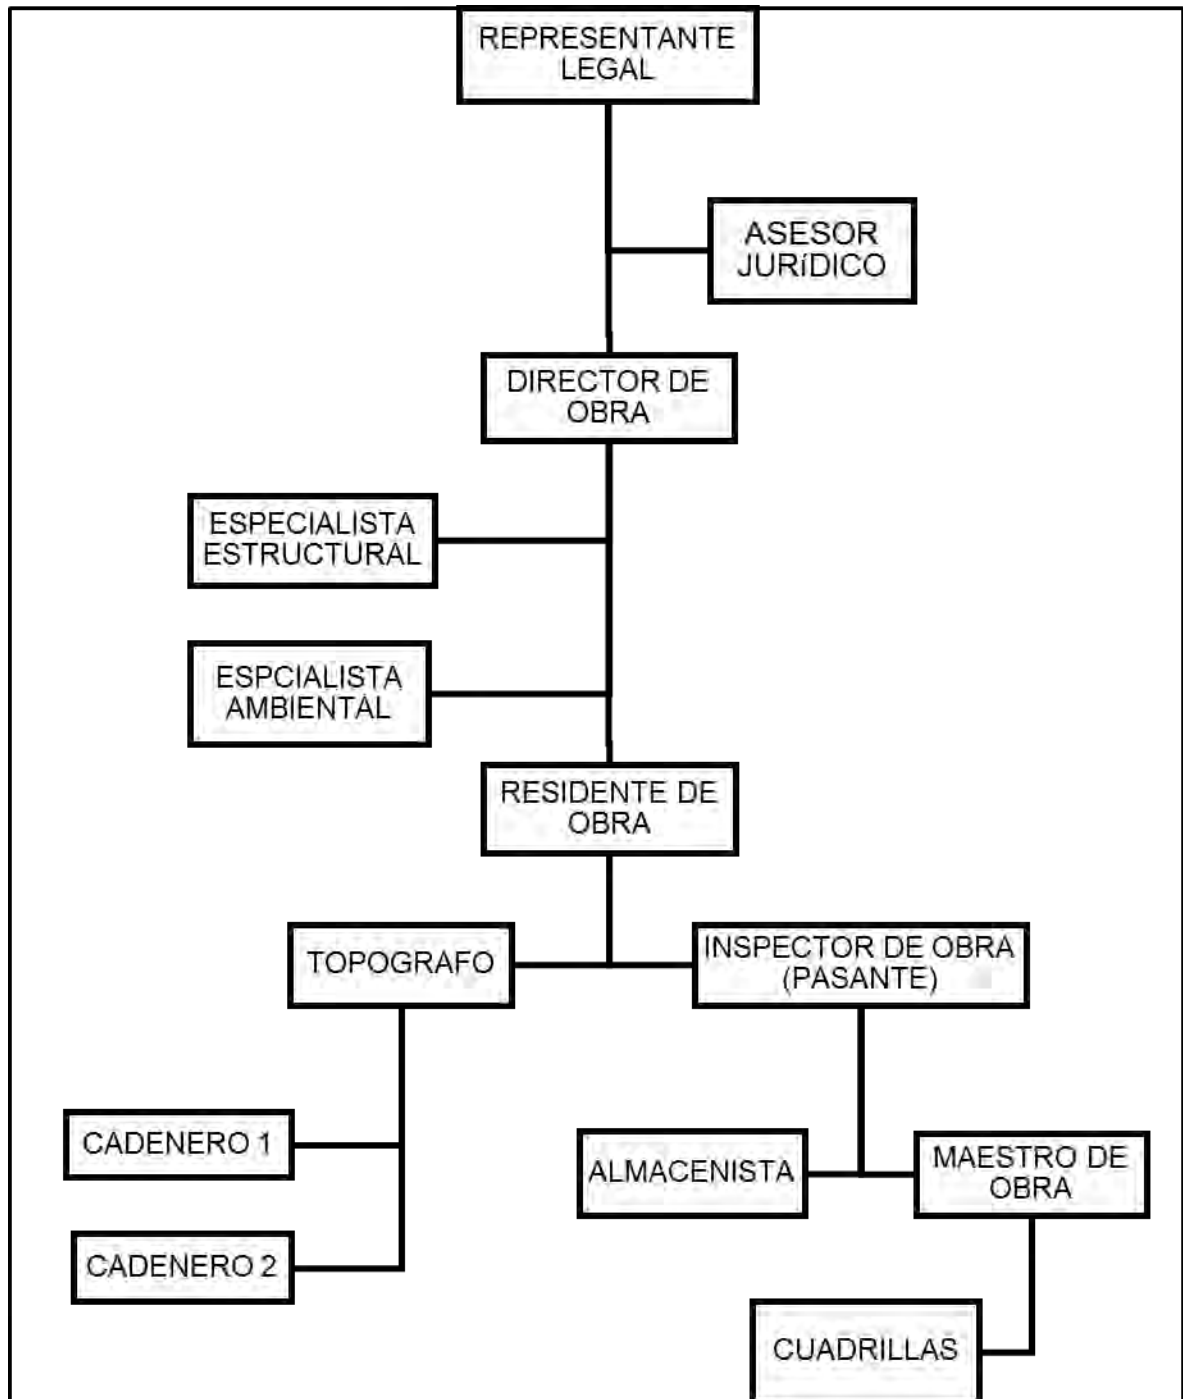 REPRESENTANTE
LEGAL
ASESOR
JURíDICO
DIRECTOR DE
OBRA
ESPECIALISTA
ESTRUCTURAL
ESPCIALISTA
AMBIENTAL
RESIDENTE DE
OBRA
TOPOGRAFO
INSPECTOR DE OBRA
(PASANTE)
CADENERO 1
CADENERO 2
ALMACENISTA
MAESTRO DE
OBRA
CUADRILLAS